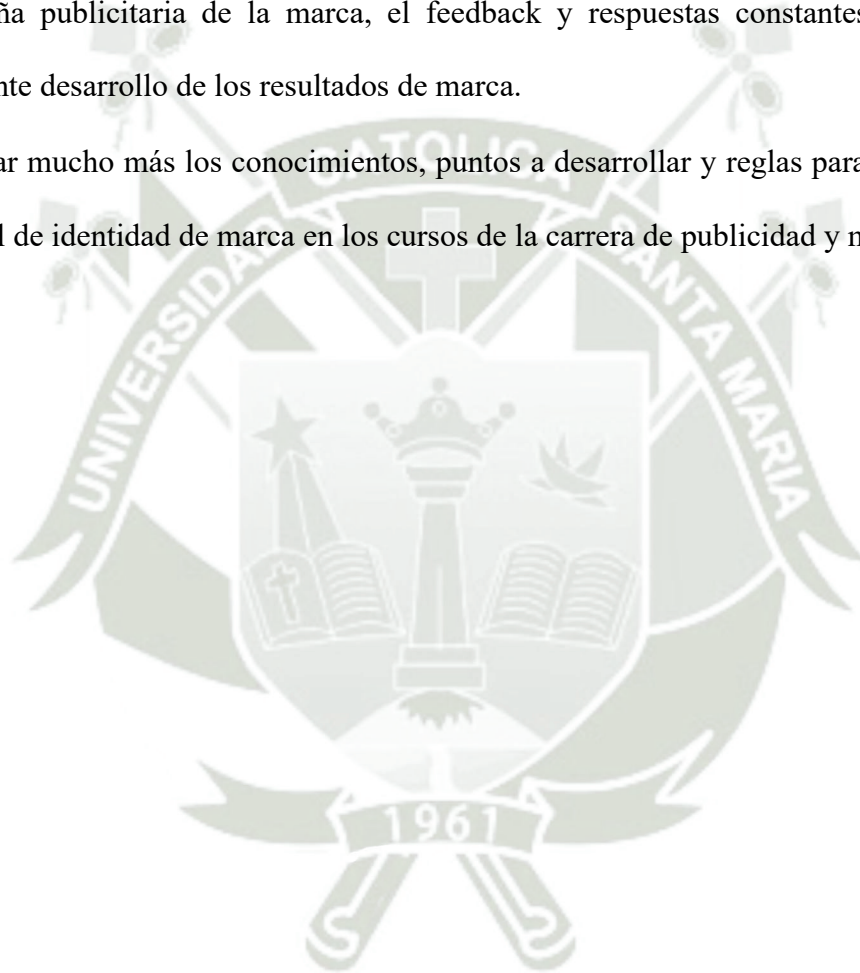 ña publicitaria de la marca, el feedback y respuestas constantes
nte desarrollo de los resultados de marca.
ar mucho más los conocimientos, puntos a desarrollar y reglas para
l de identidad de marca en los cursos de la carrera de publicidad y
UNIVERSIDAD CATOLICA SANTA MARIA
1961